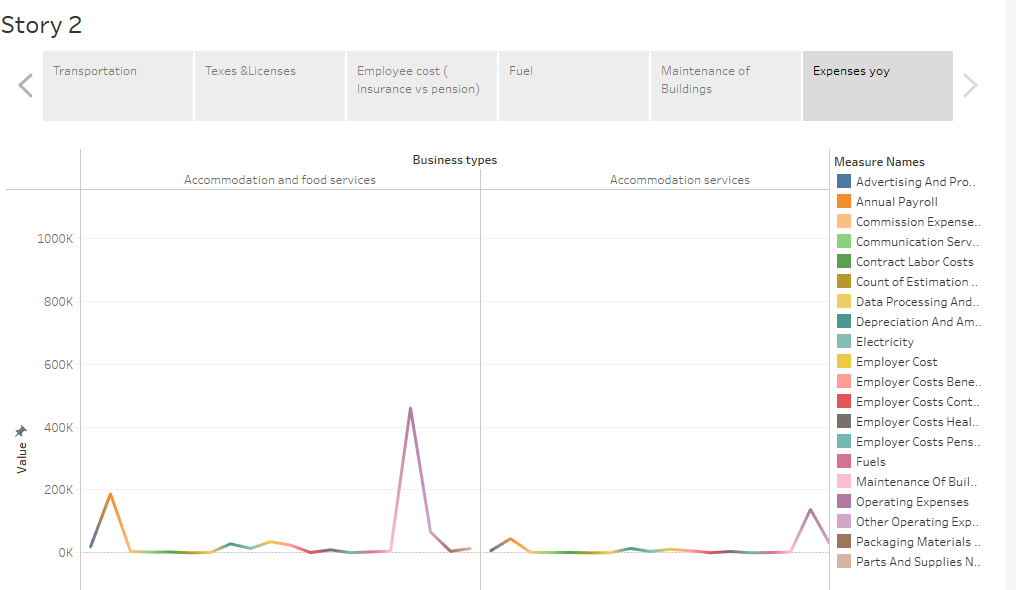 Story 2
Transportation
Texes &Licenses
Employee cost (
Insurance vs pension)
Fuel
Maintenance of
Buildings
Expenses yoy
Business types
Accommodation and food services
Accommodation services
1000K
800K
600K
400K
200K
0K
Value
Measure Names
Advertising And Pro..
Annual Payroll
Commission Expense..
Communication Serv..
Contract Labor Costs
Count of Estimation ..
Data Processing And..
Depreciation And Am..
Electricity
Employer Cost
Employer Costs Bene..
Employer Costs Cont..
Employer Costs Heal..
Employer Costs Pens..
Fuels
Maintenance Of Buil..
Operating Expenses
Other Operating Exp..
Packaging Materials ..
Parts And Supplies N..